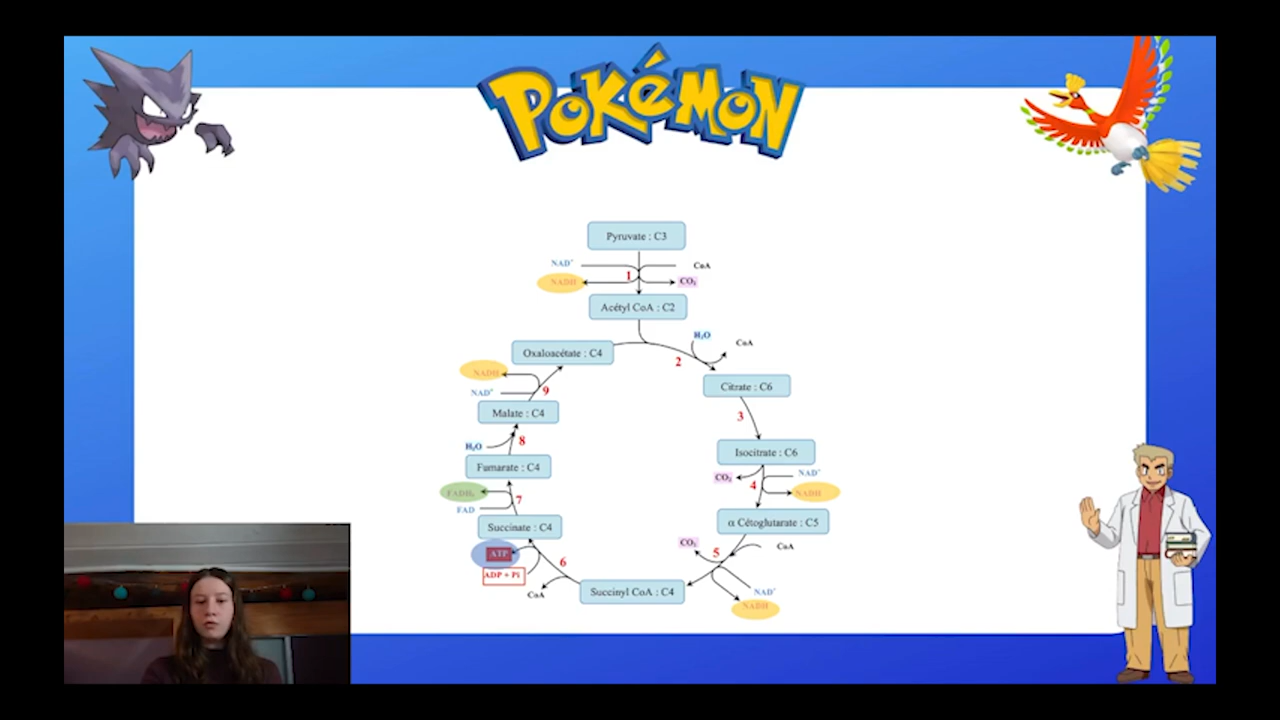 POKéMON
Pyruvate : C3
NAD⁺
CoA
1
NADH
CO₂
Acétyl CoA : C2
H₂O
CoA
Oxaloacétate : C4
2
NADH
Citrate : C6
NAD⁺
9
Malate : C4
3
H₂O
8
Isocitrate : C6
Fumarate : C4
CO₂
NAD⁺
4
NADH
FADH₂
7
FAD
α Cétoglutarate : C5
Succinate : C4
CO₂
CoA
ATP
5
6
ADP + Pi
CoA
Succinyl CoA : C4
NAD⁺
NADH